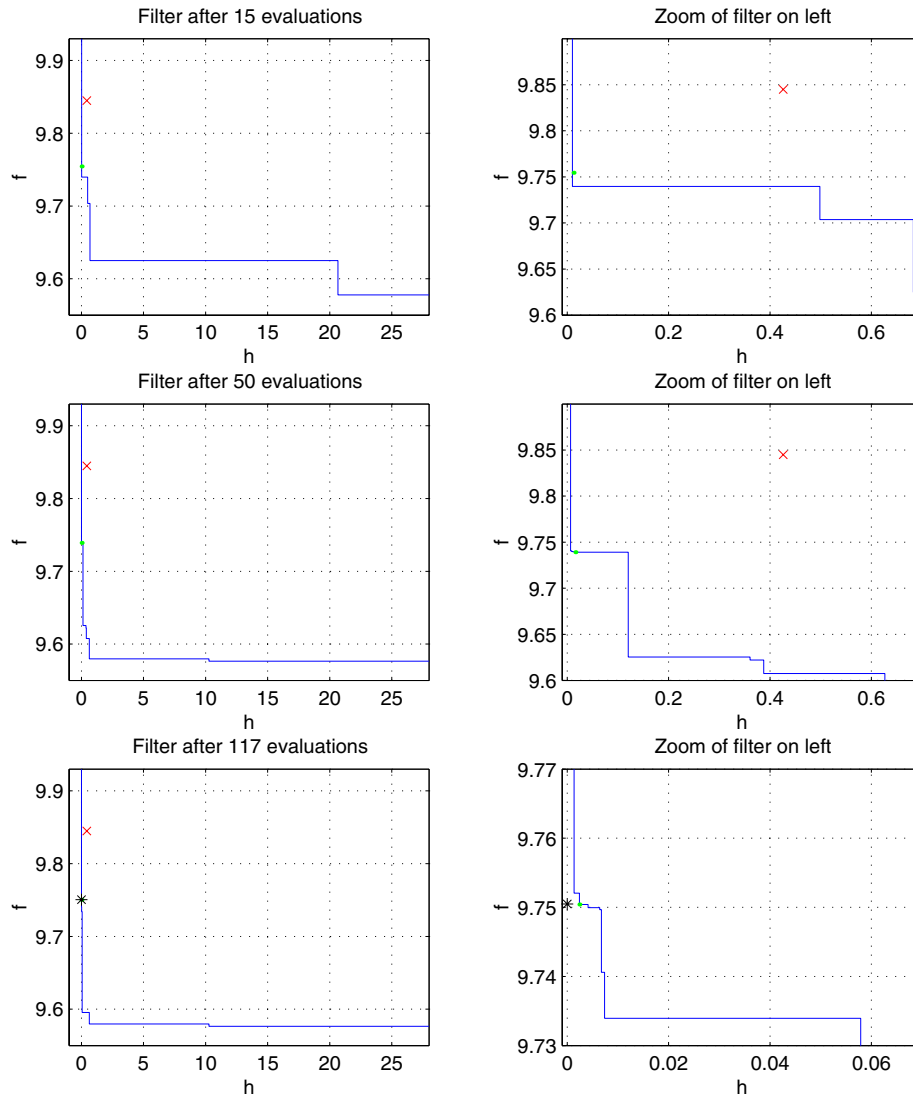 Filter after 15 evaluations
9.9
9.8
9.7
9.6
f
0 5 10 15 20 25
h
Zoom of filter on left
9.85
9.8
9.75
9.7
9.65
9.6
f
0 0.2 0.4 0.6
h
Filter after 50 evaluations
9.9
9.8
9.7
9.6
f
0 5 10 15 20 25
h
Zoom of filter on left
9.85
9.8
9.75
9.7
9.65
9.6
f
0 0.2 0.4 0.6
h
Filter after 117 evaluations
9.9
9.8
9.7
9.6
f
0 5 10 15 20 25
h
Zoom of filter on left
9.77
9.76
9.75
9.74
9.73
f
0 0.02 0.04 0.06
h